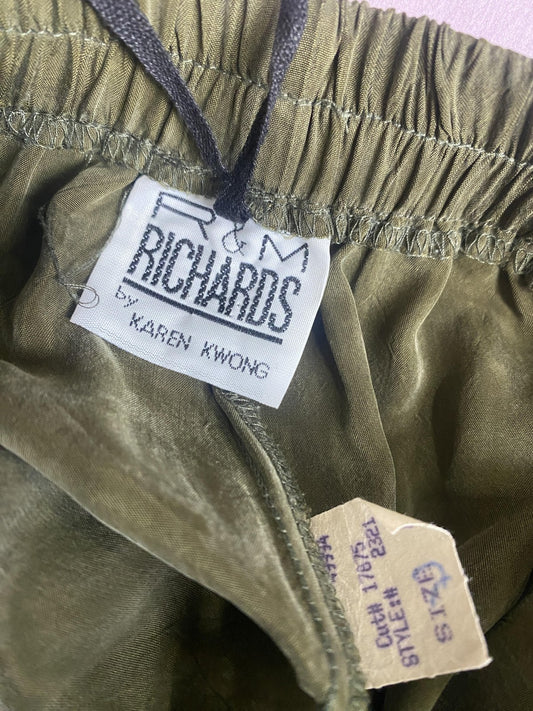 R&M
RICHARDS
by
KAREN KWONG
Cut# 17675
STYLE:# 2321
SIZE